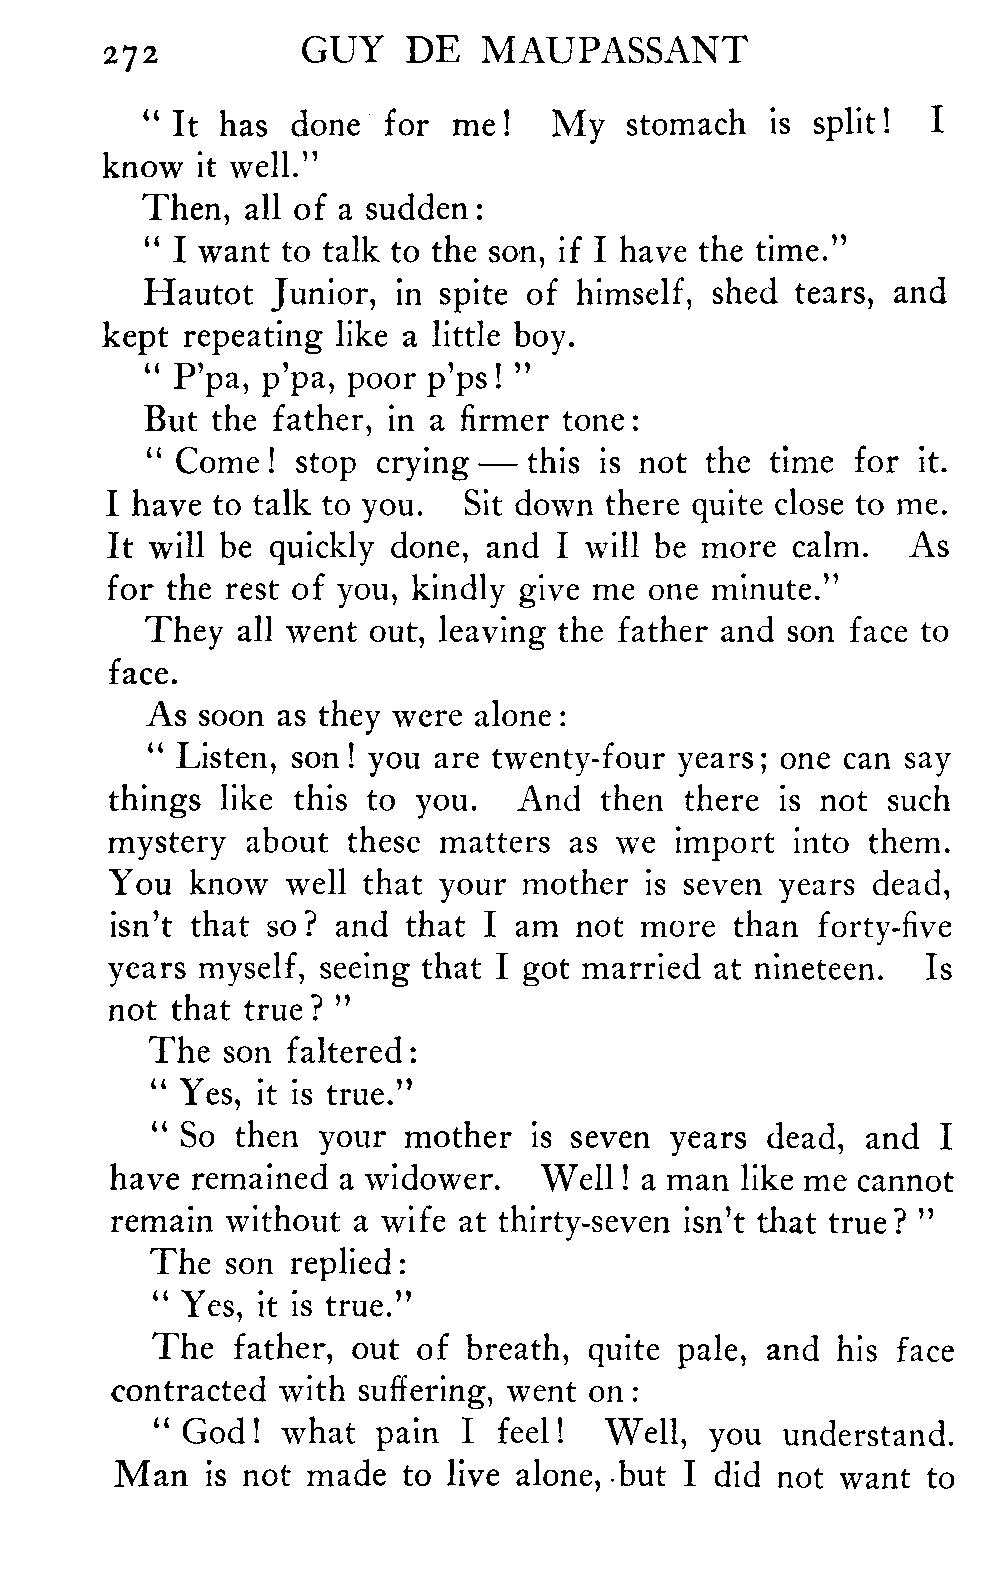 272 GUY DE MAUPASSANT
“ It has done for me! My stomach is split! I
know it well.”
Then, all of a sudden:
“ I want to talk to the son, if I have the time.”
Hautot Junior, in spite of himself, shed tears, and
kept repeating like a little boy.
“ P’pa, p’pa, poor p’ps! ”
But the father, in a firmer tone:
“ Come! stop crying — this is not the time for it.
I have to talk to you. Sit down there quite close to me.
It will be quickly done, and I will be more calm. As
for the rest of you, kindly give me one minute.”
They all went out, leaving the father and son face to
face.
As soon as they were alone:
“ Listen, son! you are twenty-four years; one can say
things like this to you. And then there is not such
mystery about these matters as we import into them.
You know well that your mother is seven years dead,
isn’t that so? and that I am not more than forty-five
years myself, seeing that I got married at nineteen. Is
not that true? ”
The son faltered:
“ Yes, it is true.”
“ So then your mother is seven years dead, and I
have remained a widower. Well! a man like me cannot
remain without a wife at thirty-seven isn’t that true? ”
The son replied:
“ Yes, it is true.”
The father, out of breath, quite pale, and his face
contracted with suffering, went on:
“ God! what pain I feel! Well, you understand.
Man is not made to live alone, but I did not want to